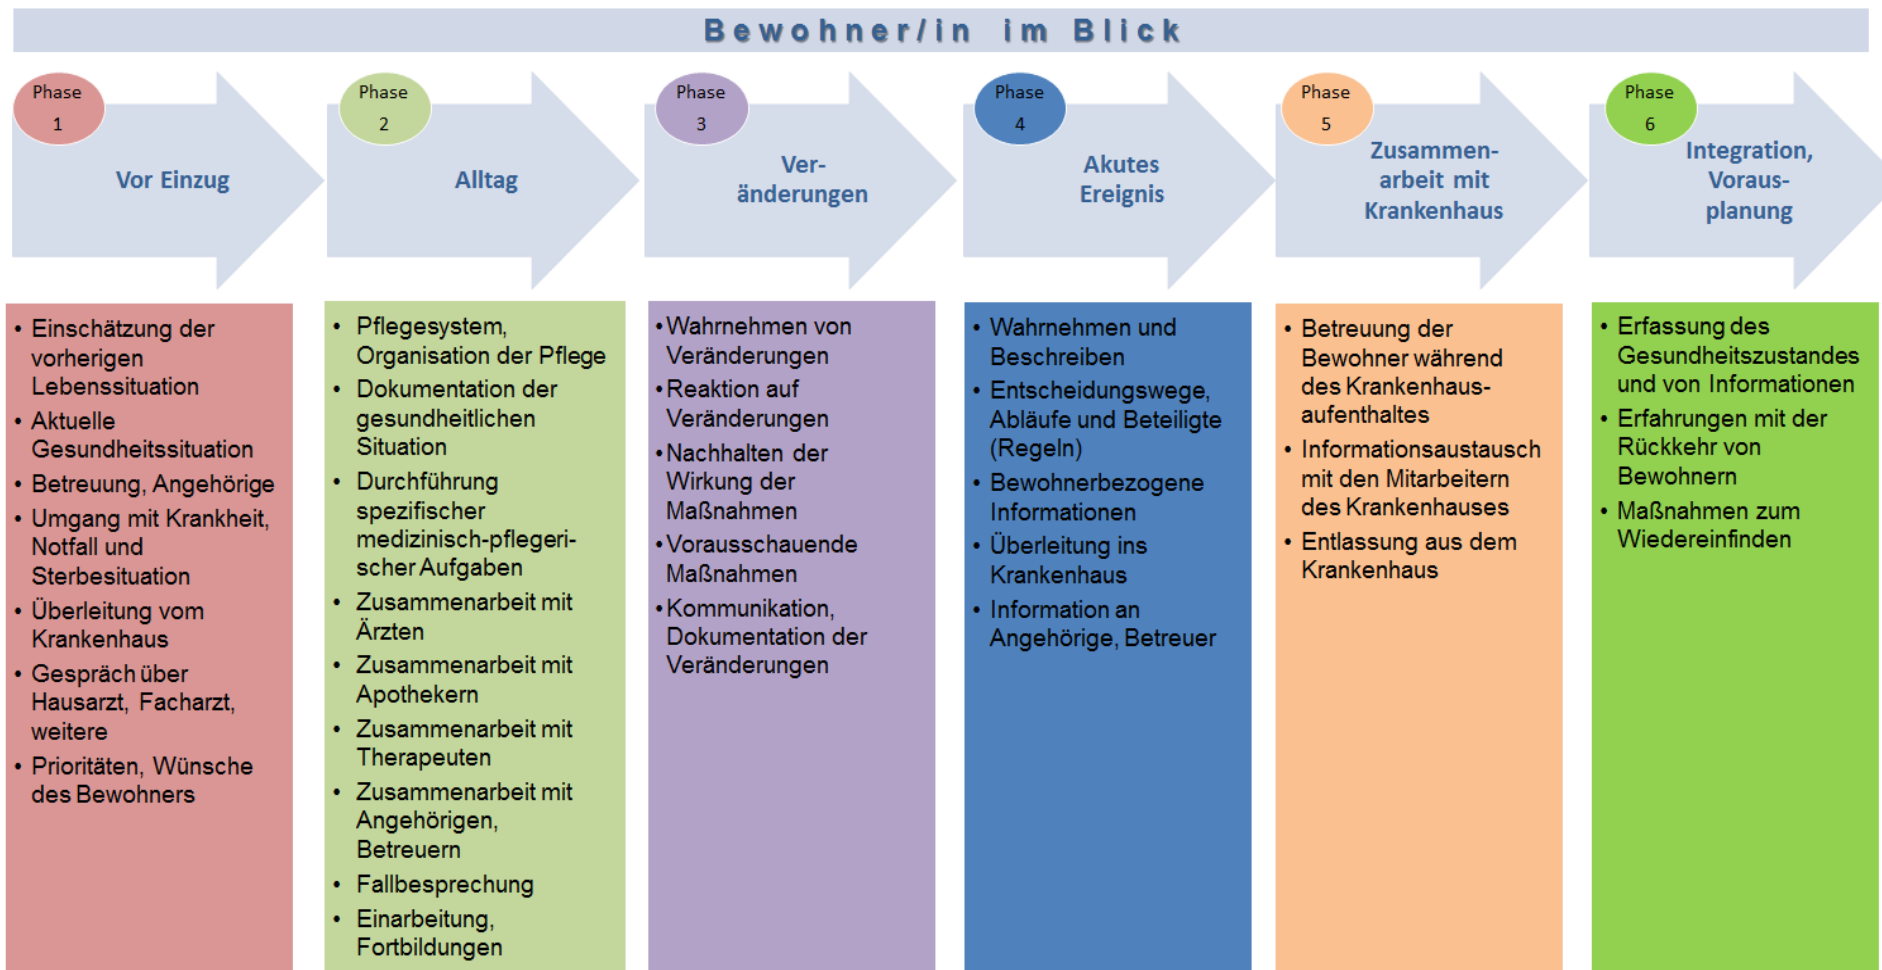 Bewohner/in im Blick
Phase
1
Vor Einzug
Phase
2
Alltag
Phase
3
Ver-
änderungen
Phase
4
Akutes
Ereignis
Phase
5
Zusammen-
arbeit mit
Krankenhaus
Phase
6
Integration,
Voraus-
planung
• Einschätzung der
vorherigen
Lebenssituation
• Aktuelle
Gesundheitssituation
• Betreuung, Angehörige
• Umgang mit Krankheit,
Notfall und
Sterbesituation
• Überleitung vom
Krankenhaus
• Gespräch über
Hausarzt, Facharzt,
weitere
• Prioritäten, Wünsche
des Bewohners
• Pflegesystem,
Organisation der Pflege
• Dokumentation der
gesundheitlichen
Situation
• Durchführung
spezifischer
medizinisch-pflegeri-
scher Aufgaben
• Zusammenarbeit mit
Ärzten
• Zusammenarbeit mit
Apothekern
• Zusammenarbeit mit
Therapeuten
• Zusammenarbeit mit
Angehörigen,
Betreuern
• Fallbesprechung
• Einarbeitung,
Fortbildungen
• Wahrnehmen von
Veränderungen
• Reaktion auf
Veränderungen
• Nachhalten der
Wirkung der
Maßnahmen
• Vorausschauende
Maßnahmen
• Kommunikation,
Dokumentation der
Veränderungen
• Wahrnehmen und
Beschreiben
• Entscheidungswege,
Abläufe und Beteiligte
(Regeln)
• Bewohnerbezogene
Informationen
• Überleitung ins
Krankenhaus
• Information an
Angehörige, Betreuer
• Betreuung der
Bewohner während
des Krankenhaus-
aufenthaltes
• Informationsaustausch
mit den Mitarbeitern
des Krankenhauses
• Entlassung aus dem
Krankenhaus
• Erfassung des
Gesundheitszustandes
und von Informationen
• Erfahrungen mit der
Rückkehr von
Bewohnern
• Maßnahmen zum
Wiedereinfinden